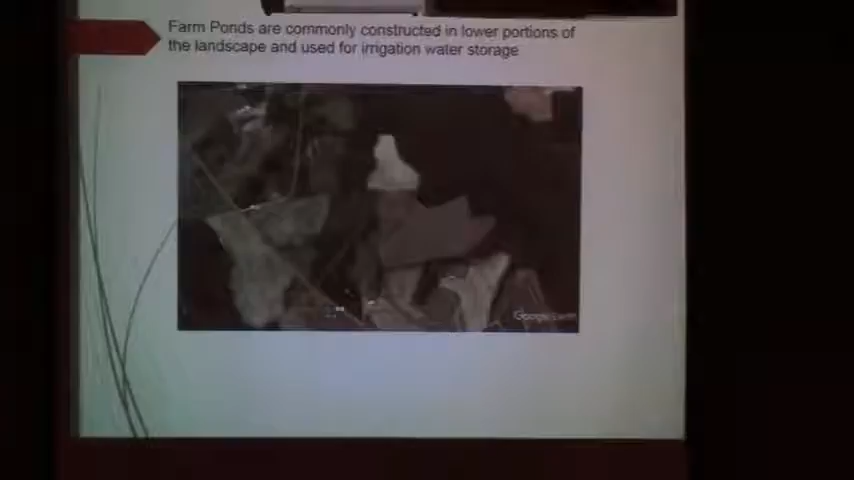 Farm Ponds are commonly constructed in lower portions of
the landscape and used for irrigation water storage
Google Earth